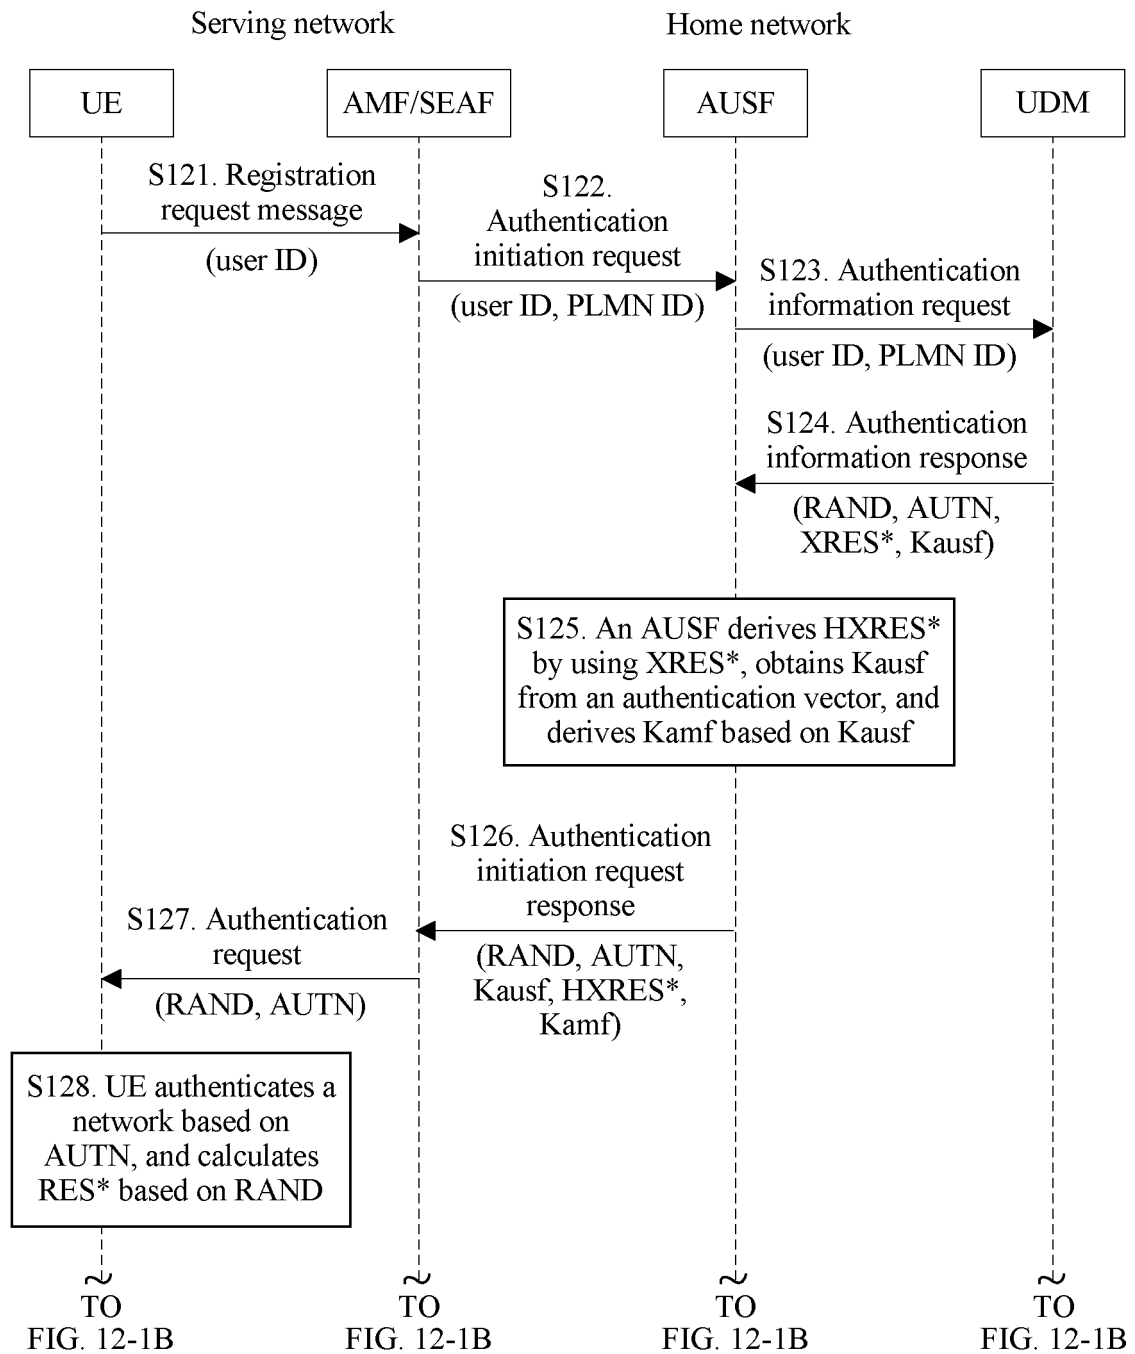 Serving network
Home network
UE
AMF/SEAF
AUSF
UDM
S121. Registration
request message
(user ID)
S122.
Authentication
initiation request
(user ID, PLMN ID)
S123. Authentication
information request
(user ID, PLMN ID)
S124. Authentication
information response
(RAND, AUTN,
XRES*, Kausf)
S125. An AUSF derives HXRES*
by using XRES*, obtains Kausf
from an authentication vector, and
derives Kamf based on Kausf
S126. Authentication
initiation request
response
(RAND, AUTN,
Kausf, HXRES*,
Kamf)
S127. Authentication
request
(RAND, AUTN)
S128. UE authenticates a
network based on
AUTN, and calculates
RES* based on RAND
TO
FIG. 12-1B
TO
FIG. 12-1B
TO
FIG. 12-1B
TO
FIG. 12-1B